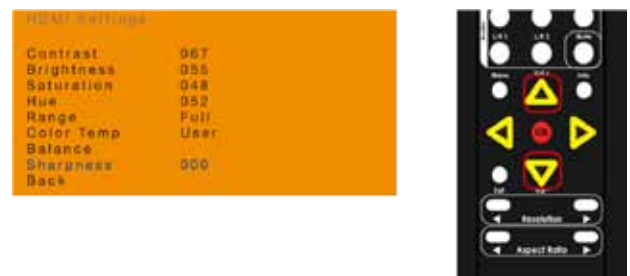 HDMI Settings
Contrast 067
Brightness 055
Saturation 048
Hue 052
Range Full
Color Temp User
Balance
Sharpness 000
Back
Menu
Info
OK
Exit
Resolution
Aspect Ratio